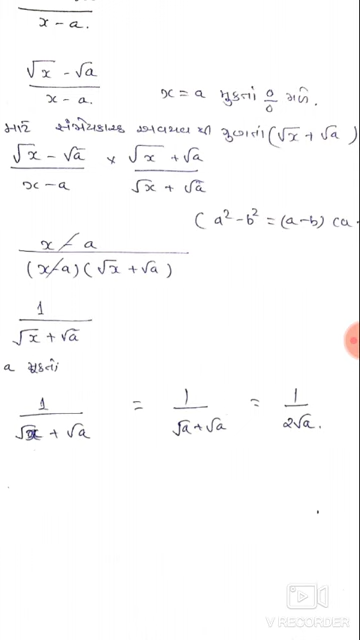 x - a.
√x - √a / x - a. x = a મુકતાં 0/0 મળે.
માટે સંમેયકારક અવયવ થી ગુણતાં (√x + √a)
√x - √a / x - a × √x + √a / √x + √a
( a² - b² = (a - b) (a
x - a / (x - a) (√x + √a)
1 / √x + √a
a મુકતાં
1 / √x + √a = 1 / √a + √a = 1 / 2√a.
V RECORDER